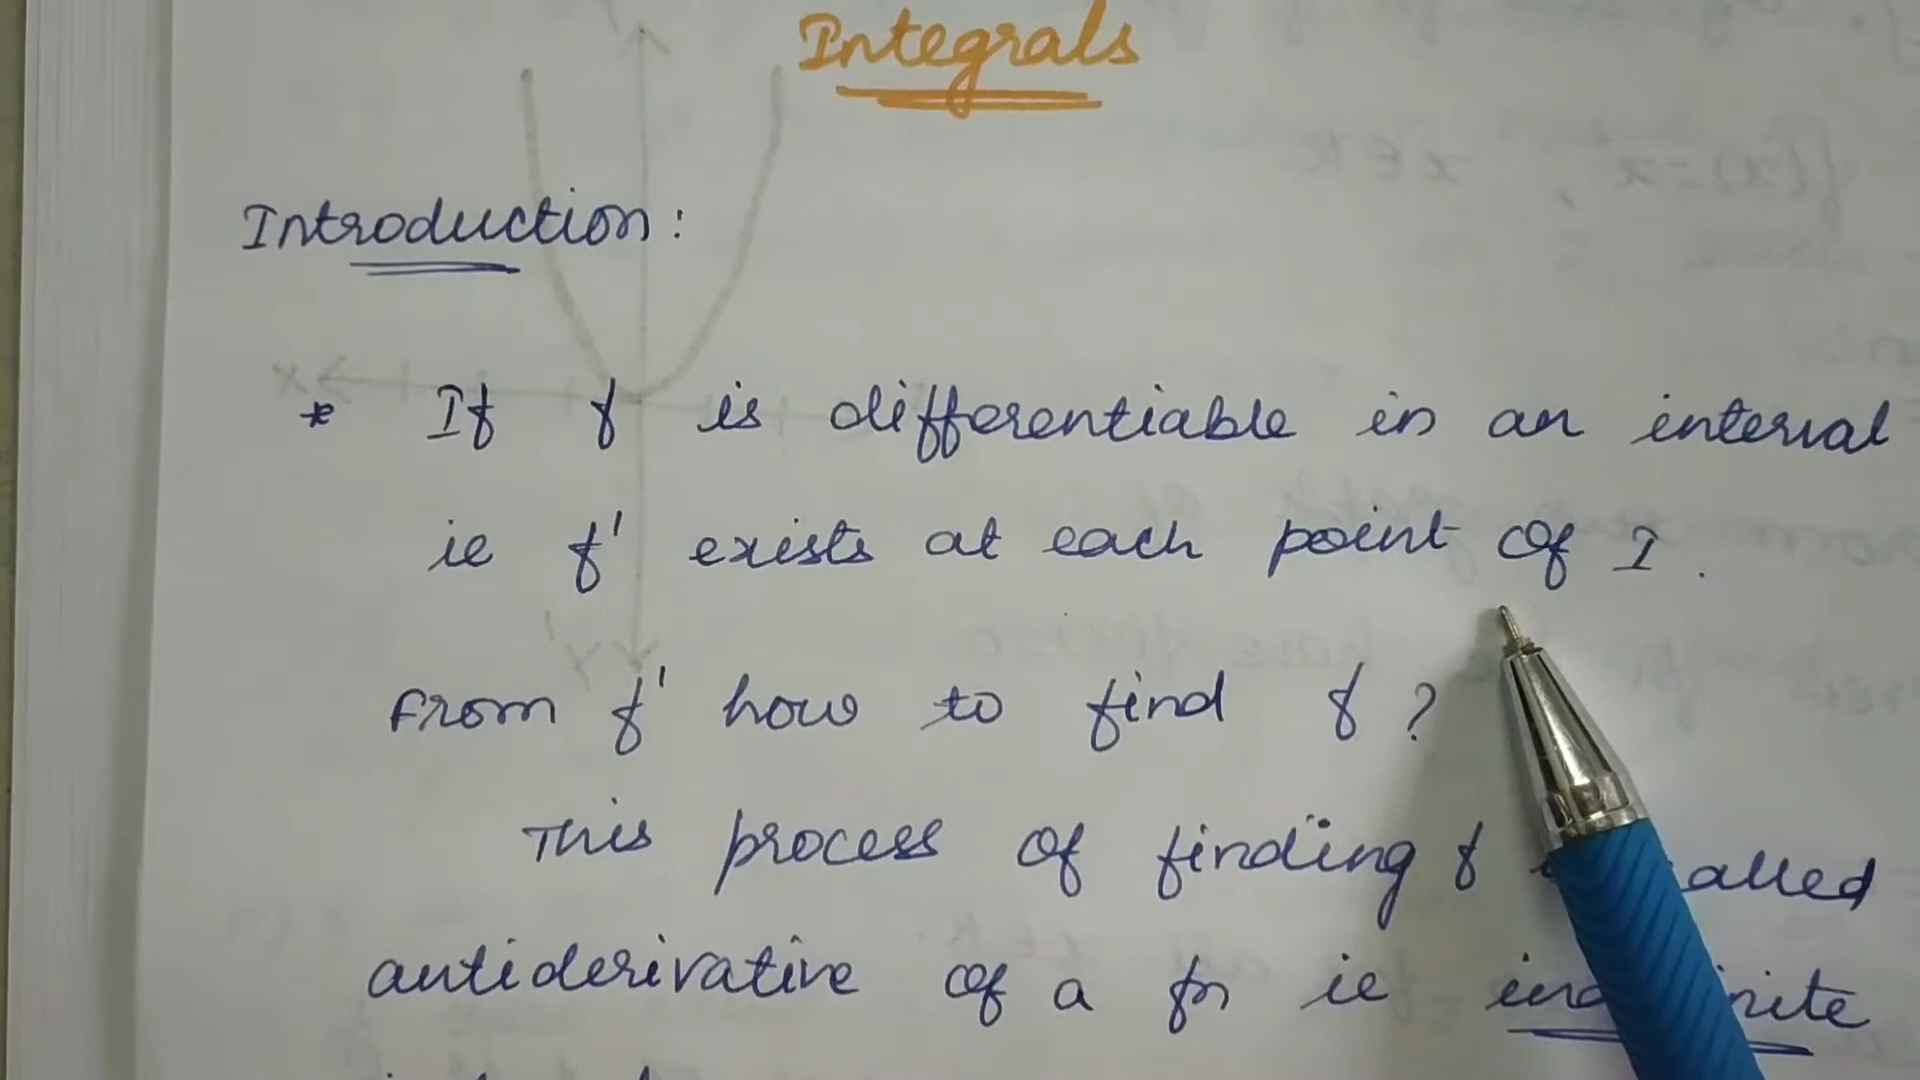 Integrals
Introduction:
* If f is differentiable in an interval
ie f' exists at each point of I.
From f' how to find f?
This process of finding f
antiderivative of a fn ie